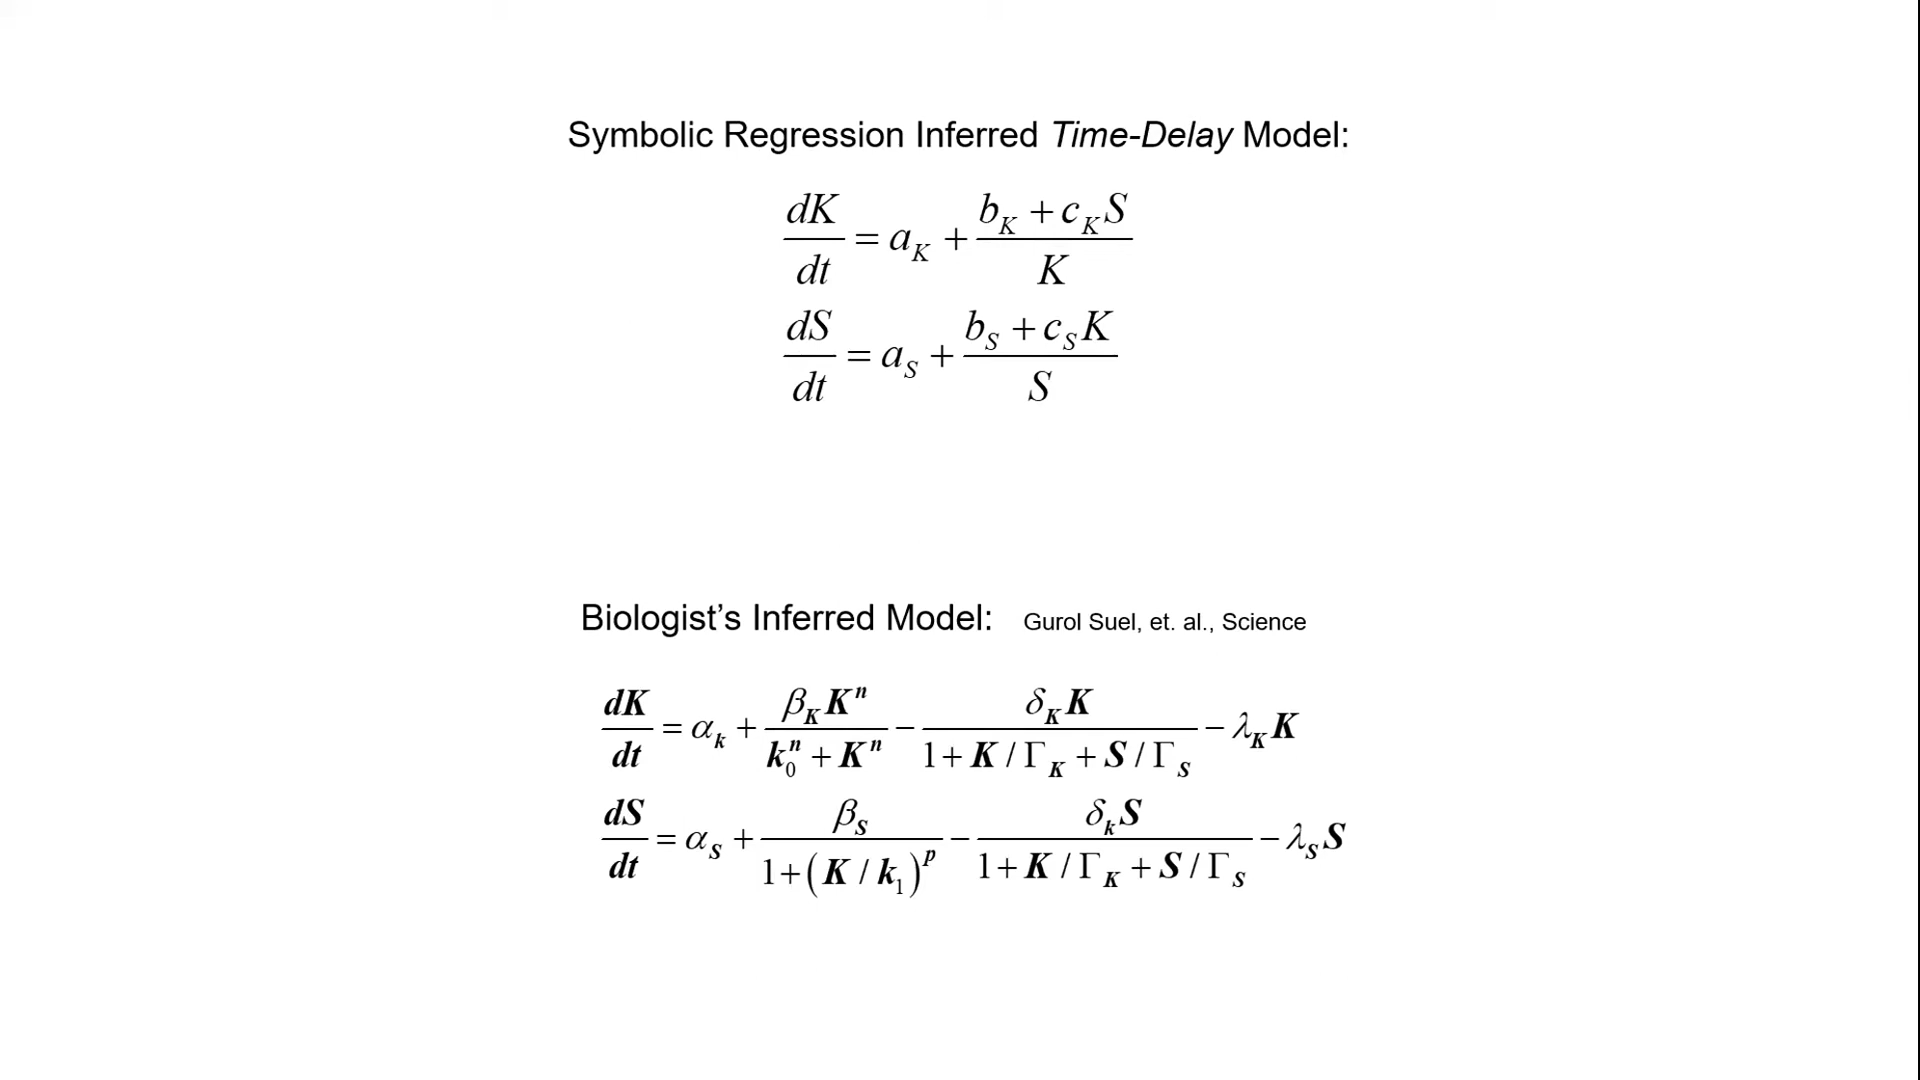 Symbolic Regression Inferred Time-Delay Model:
dK/dt = a_K + (b_K + c_K S)/K
dS/dt = a_S + (b_S + c_S K)/S
Biologist’s Inferred Model: Gurol Suel, et. al., Science
dK/dt = α_k + β_K K^n/(k_0^n + K^n) − δ_K K/(1 + K / Γ_K + S / Γ_S) − λ_K K
dS/dt = α_S + β_S/(1 + (K / k_1)^p) − δ_k S/(1 + K / Γ_K + S / Γ_S) − λ_S S